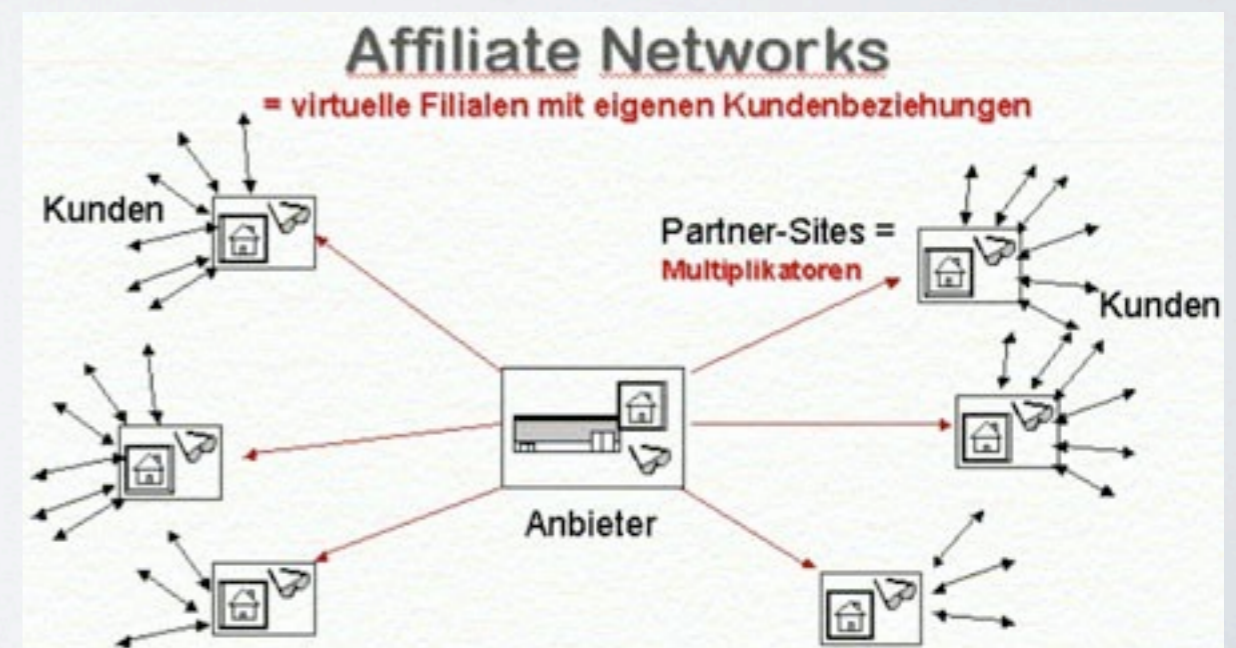 Affiliate Networks
= virtuelle Filialen mit eigenen Kundenbeziehungen
Kunden
Partner-Sites =
Multiplikatoren
Kunden
Anbieter